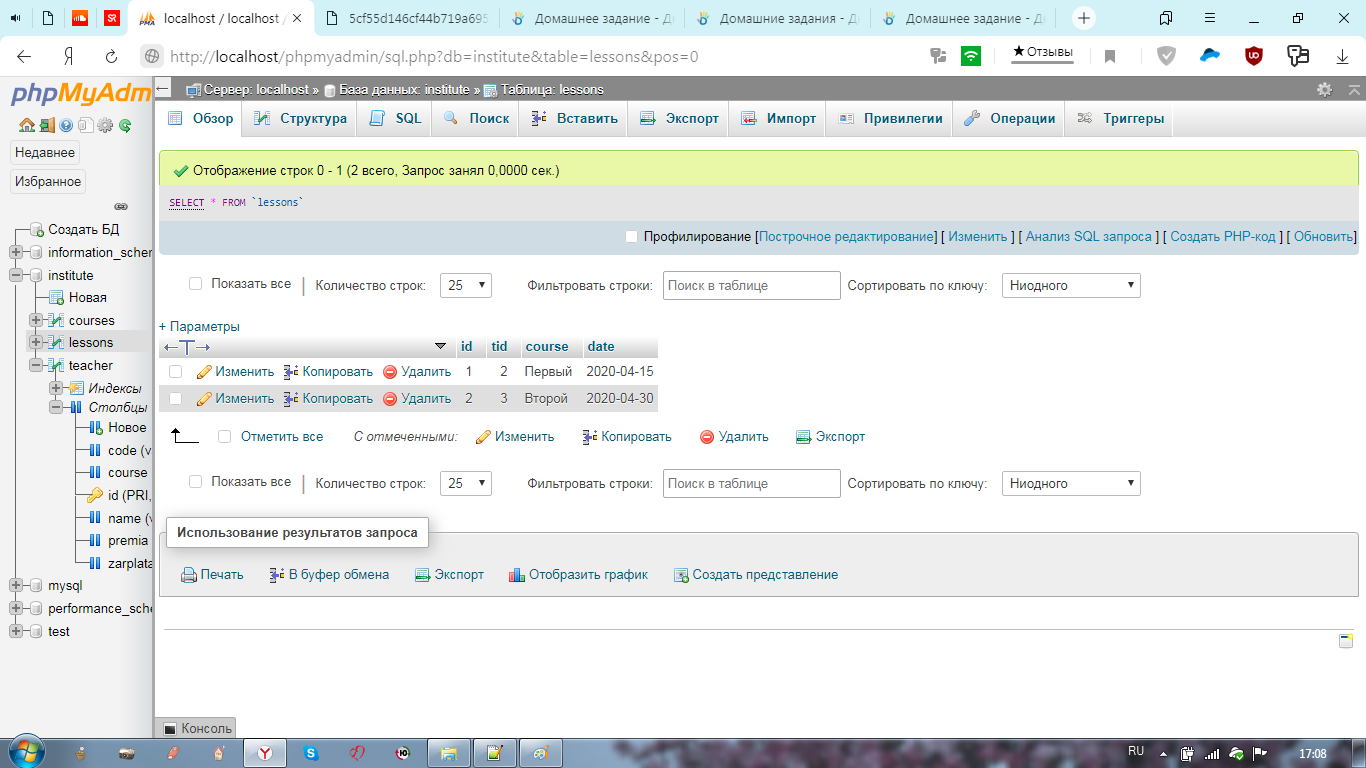 localhost / localhost / i
5cf55d146cf44b719a695
Домашнее задание - Д
Домашние задания - Д
Домашнее задание - Д
http://localhost/phpmyadmin/sql.php?db=institute&table=lessons&pos=0
Отзывы
phpMyAdm
Недавнее
Избранное
Создать БД
information_schem
institute
Новая
courses
lessons
teacher
Индексы
Столбцы
Новое
code (v
course
id (PRI,
name (v
premia
zarplata
mysql
performance_sche
test
Сервер: localhost » База данных: institute » Таблица: lessons
Обзор Структура SQL Поиск Вставить Экспорт Импорт Привилегии Операции Триггеры
Отображение строк 0 - 1 (2 всего, Запрос занял 0,0000 сек.)
SELECT * FROM `lessons`
Профилирование [Построчное редактирование] [ Изменить ] [ Анализ SQL запроса ] [ Создать PHP-код ] [ Обновить]
Показать все | Количество строк: 25 Фильтровать строки: Поиск в таблице Сортировать по ключу: Ниодного
+ Параметры
←T→ id tid course date
Изменить Копировать Удалить 1 2 Первый 2020-04-15
Изменить Копировать Удалить 2 3 Второй 2020-04-30
Отметить все С отмеченными: Изменить Копировать Удалить Экспорт
Показать все | Количество строк: 25 Фильтровать строки: Поиск в таблице Сортировать по ключу: Ниодного
Использование результатов запроса
Печать В буфер обмена Экспорт Отобразить график Создать представление
Консоль
RU 17:08